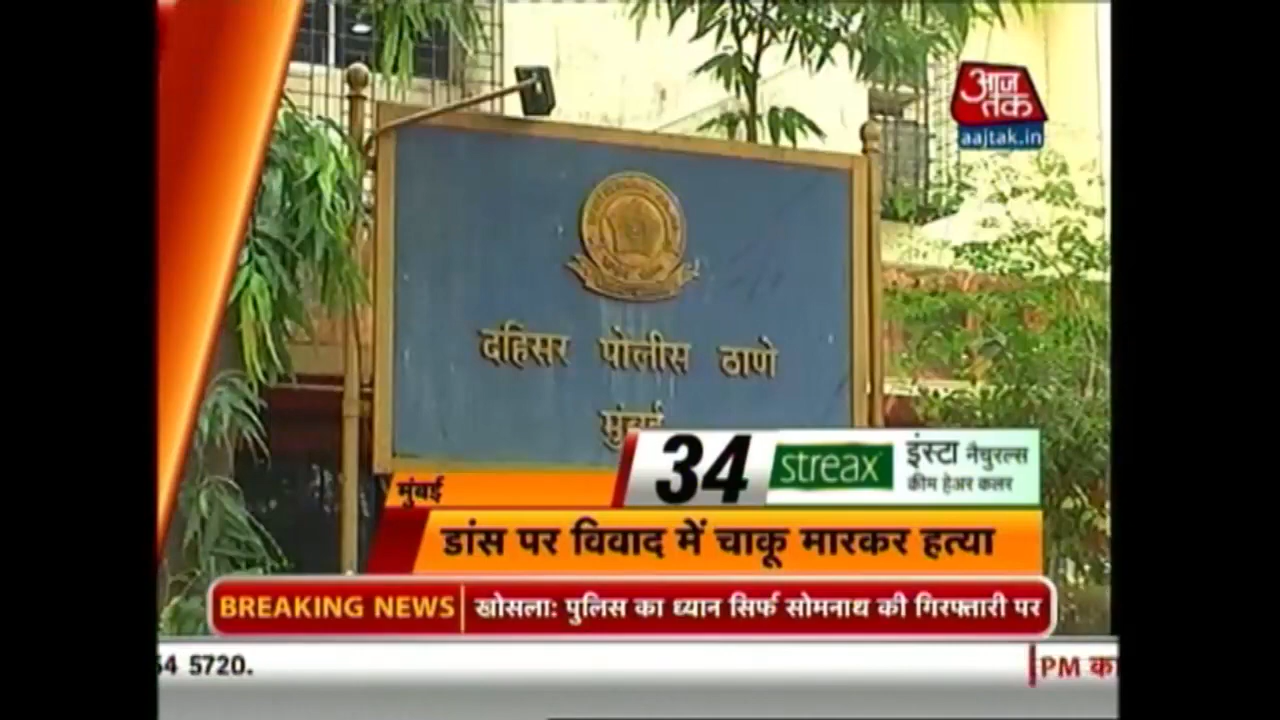 आज
तक
aajtak.in
दहिसर पोलीस ठाणे
मुंबई
34
streax
इंस्टा नैचुरल्स
क्रीम हेअर कलर
मुंबई
डांस पर विवाद में चाकू मारकर हत्या
BREAKING NEWS
खोसला: पुलिस का ध्यान सिर्फ सोमनाथ की गिरफ्तारी पर
54 5720.
PM क